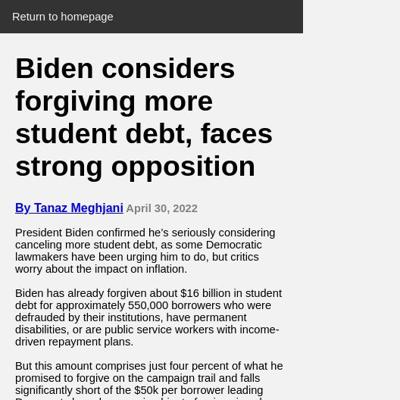 Return to homepage
Biden considers
forgiving more
student debt, faces
strong opposition
By Tanaz Meghjani April 30, 2022
President Biden confirmed he's seriously considering
canceling more student debt, as some Democratic
lawmakers have been urging him to do, but critics
worry about the impact on inflation.
Biden has already forgiven about $16 billion in student
debt for approximately 550,000 borrowers who were
defrauded by their institutions, have permanent
disabilities, or are public service workers with income-
driven repayment plans.
But this amount comprises just four percent of what he
promised to forgive on the campaign trail and falls
significantly short of the $50k per borrower leading